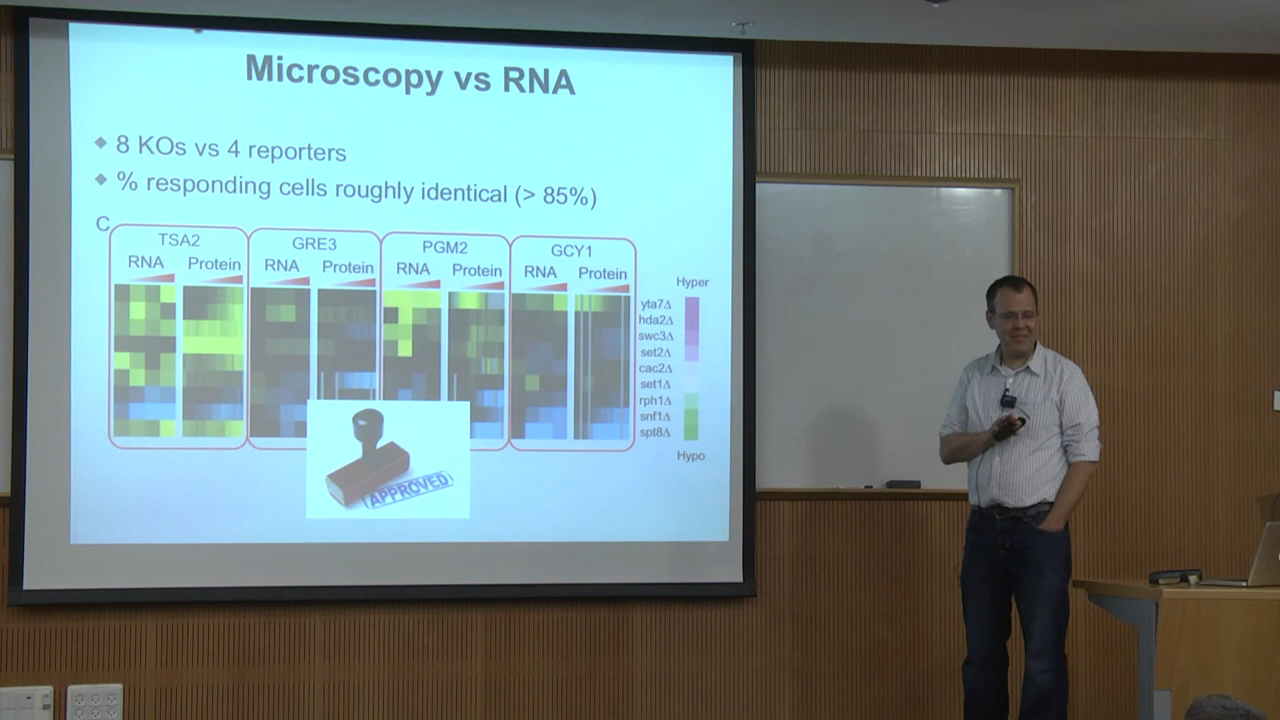 Microscopy vs RNA
8 KOs vs 4 reporters
% responding cells roughly identical (> 85%)
C
TSA2 GRE3 PGM2 GCY1
RNA Protein RNA Protein RNA Protein RNA Protein
Hyper
yta7Δ
hda2Δ
swc3Δ
set2Δ
cac2Δ
set1Δ
rph1Δ
snf1Δ
spt8Δ
Hypo
APPROVED